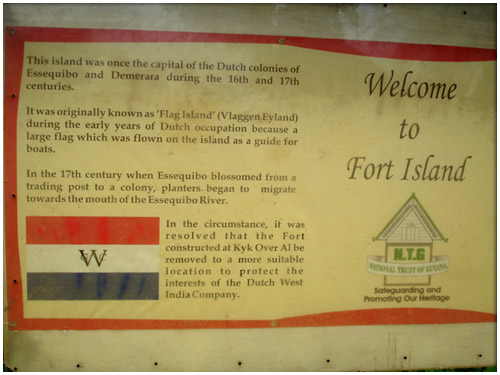 This island was once the capital of the Dutch colonies of
Essequibo and Demerara during the 16th and 17th
centuries.
It was originally known as 'Flag Island' (Vlaggen Eyland)
during the early years of Dutch occupation because a
large flag which was flown on the island as a guide for
boats.
In the 17th century when Essequibo blossomed from a
trading post to a colony, planters began to migrate
towards the mouth of the Essequibo River.
In the circumstance, it was
resolved that the Fort
constructed at Kyk Over Al be
removed to a more suitable
location to protect the
interests of the Dutch West
India Company.
W
Welcome
to
Fort Island
N.T.G
NATIONAL TRUST OF GUYANA
Safeguarding and
Promoting Our Heritage